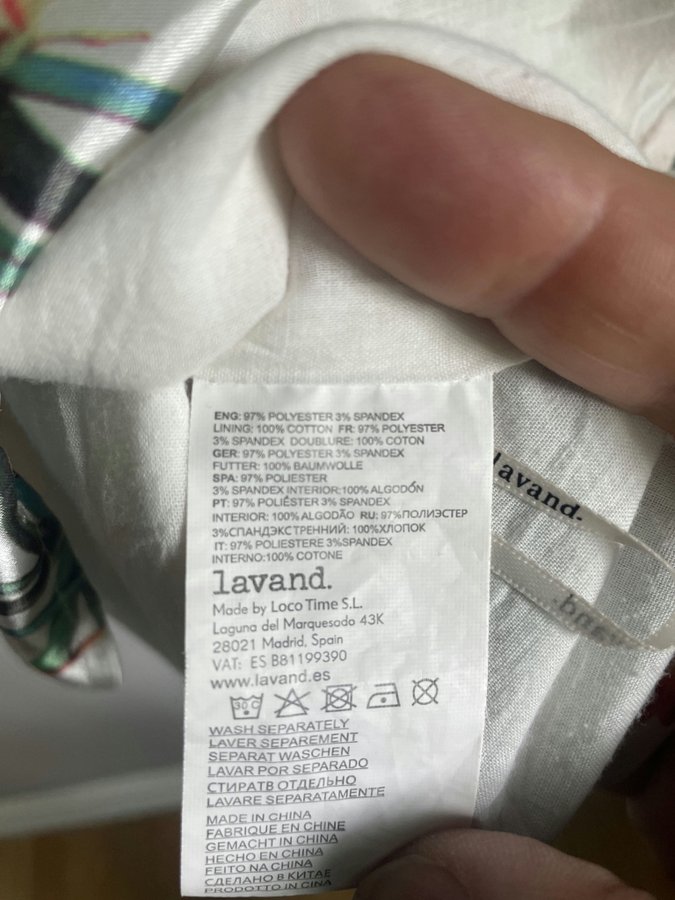 ENG: 97% POLYESTER 3% SPANDEX
LINING: 100% COTTON FR: 97% POLYESTER
3% SPANDEX DOUBLURE: 100% COTON
GER: 97% POLYESTER 3% SPANDEX
FUTTER: 100% BAUMWOLLE
SPA: 97% POLIESTER
3% SPANDEX INTERIOR:100% ALGODÓN
PT: 97% POLIÉSTER 3% SPANDEX
INTERIOR: 100% ALGODÃO RU: 97%ПОЛИЭСТЕР
3%СПАНДЭКСТРЕННИЙ: 100%ХЛОПОК
IT: 97% POLIESTERE 3%SPANDEX
INTERNO:100% COTONE
lavand.
Made by Loco Time S.L.
Laguna del Marquesado 43K
28021 Madrid, Spain
VAT: ES B81199390
www.lavand.es
30 C
WASH SEPARATELY
LAVER SEPAREMENT
SEPARAT WASCHEN
LAVAR POR SEPARADO
СТИРАТВ ОТДЕЛЬНО
LAVARE SEPARATAMENTE
MADE IN CHINA
FABRIQUE EN CHINE
GEMACHT IN CHINA
HECHO EN CHINA
FEITO NA CHINA
СДЕЛАНО В КИТАЕ
PRODOTTO IN CINA
lavand.